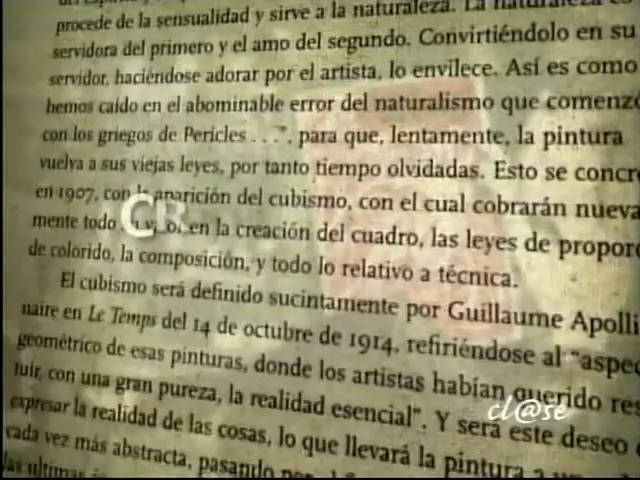 procede de la sensualidad y sirve a la naturaleza. La naturaleza es
servidora del primero y el amo del segundo. Convirtiéndolo en su
servidor, haciéndose adorar por el artista, lo envilece. Así es como
hemos caído en el abominable error del naturalismo que comenzó
con los griegos de Pericles . . .", para que, lentamente, la pintura
vuelva a sus viejas leyes, por tanto tiempo olvidadas. Esto se concre
en 1907, con la aparición del cubismo, con el cual cobrarán nueva
mente todo en la creación del cuadro, las leyes de propor
de colorido, la composición, y todo lo relativo a técnica.
El cubismo será definido sucintamente por Guillaume Apolli
naire en Le Temps del 14 de octubre de 1914, refiriéndose al "aspec
geométrico de esas pinturas, donde los artistas habían querido res
tuir, con una gran pureza, la realidad esencial". Y será este deseo
expresar la realidad de las cosas, lo que llevará la pintura a
cada vez más abstracta, pasando por
las últimas
CR
cl@se